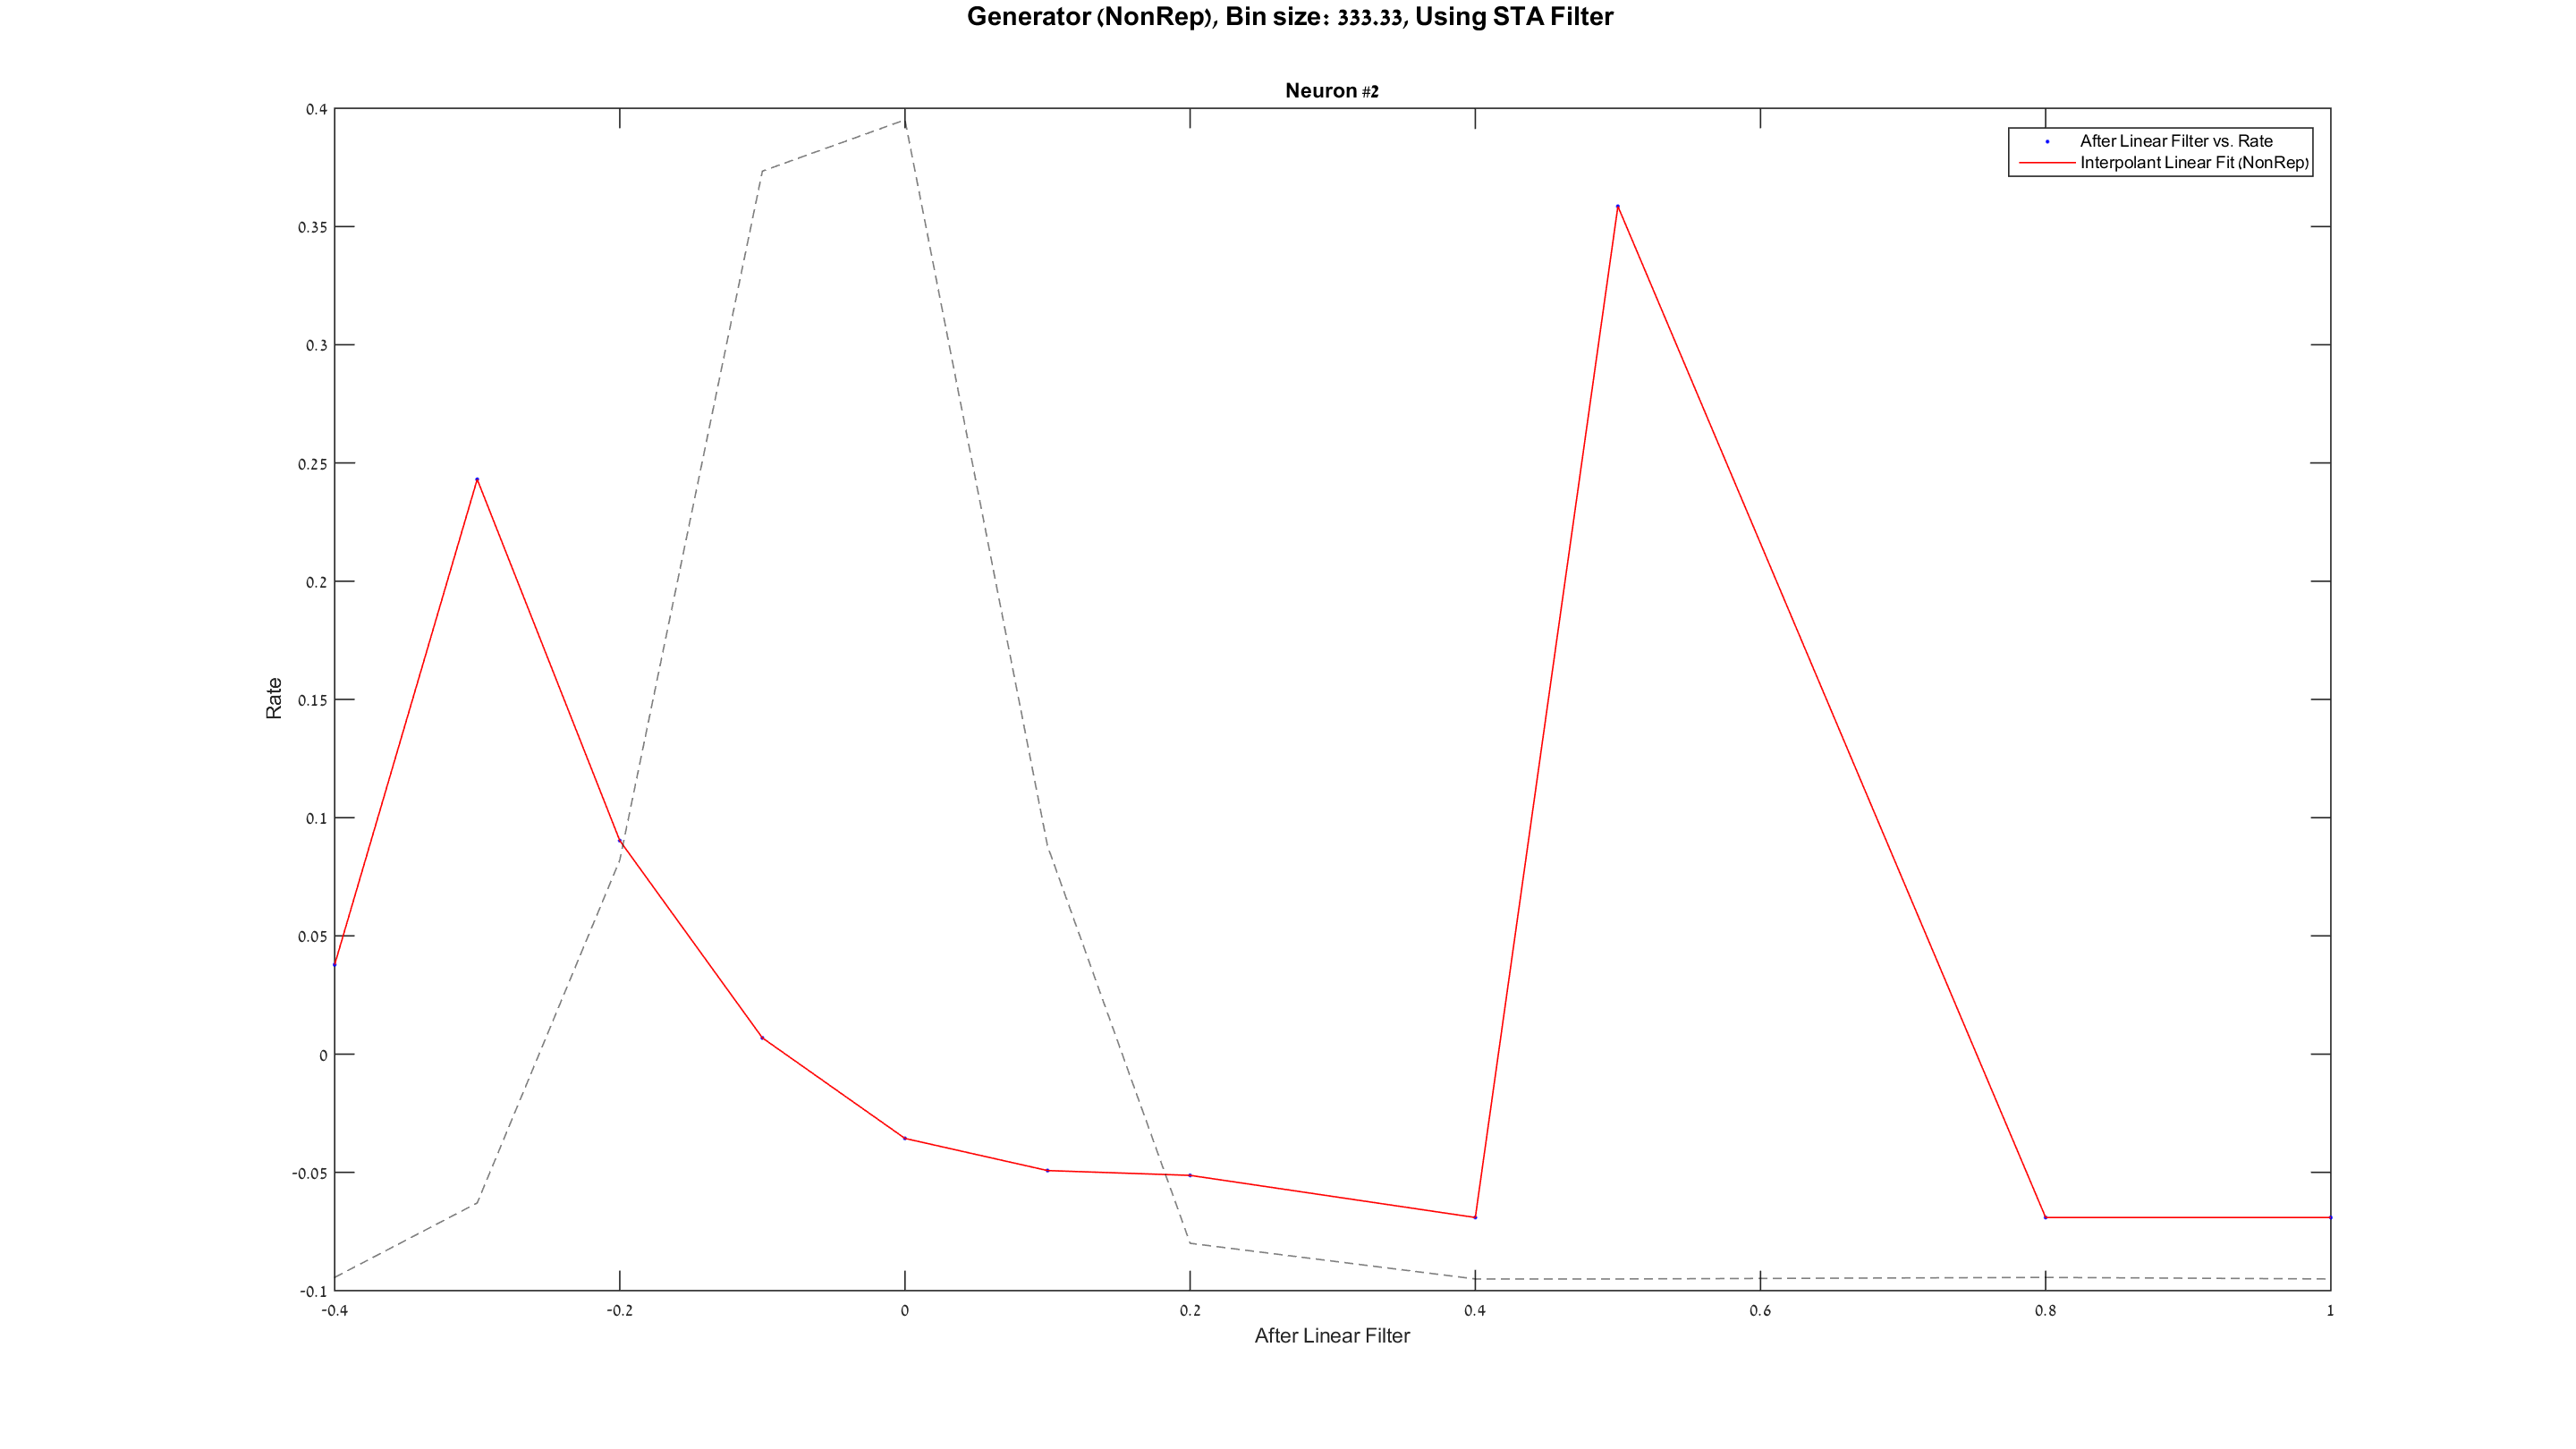 Generator (NonRep), Bin size: 333.33, Using STA Filter
Neuron #2
After Linear Filter vs. Rate
Interpolant Linear Fit (NonRep)
Rate
0.4
0.35
0.3
0.25
0.2
0.15
0.1
0.05
0
-0.05
-0.1
-0.4 -0.2 0 0.2 0.4 0.6 0.8 1
After Linear Filter